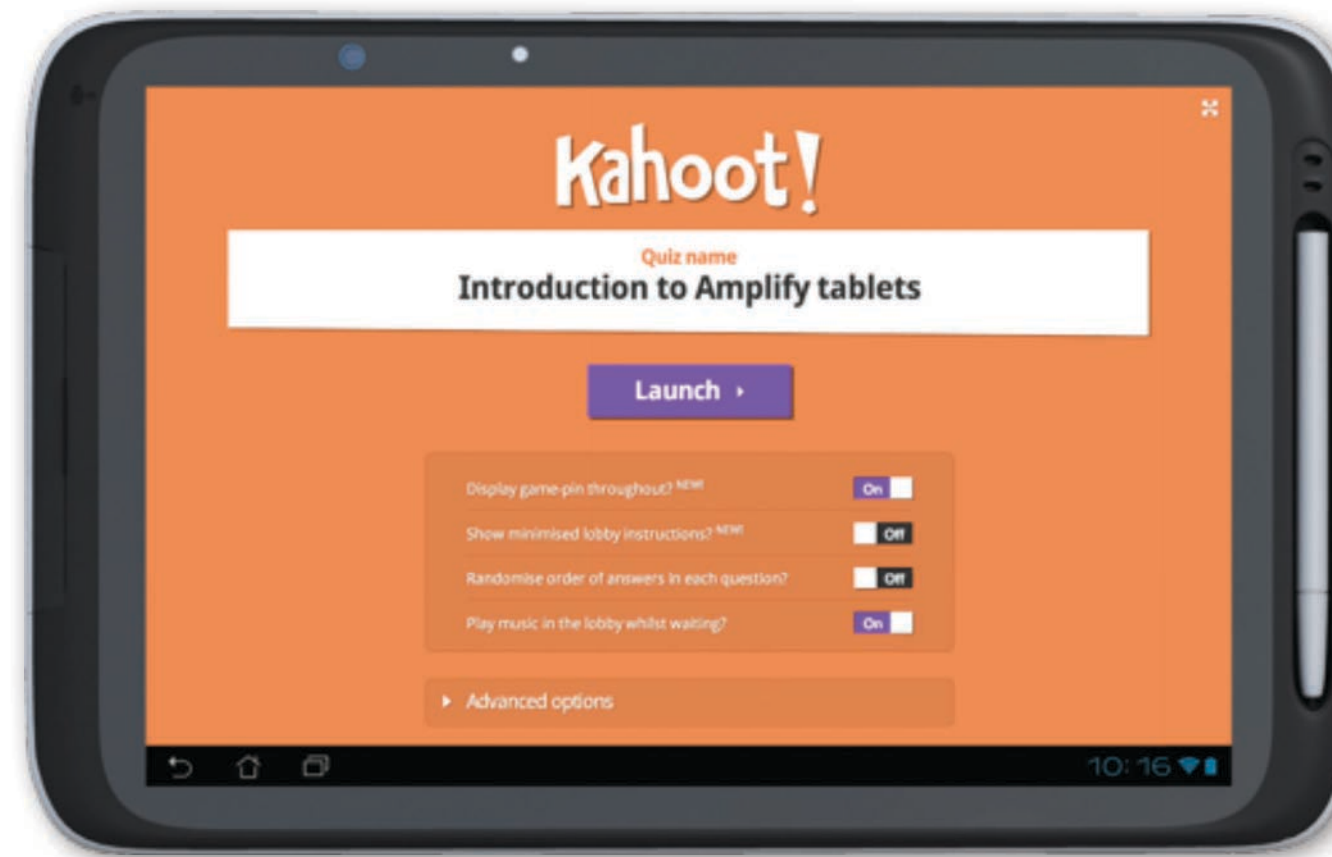 Kahoot!
Quiz name
Introduction to Amplify tablets
Launch
Display game-pin throughout? NEW!
On
Show minimised lobby instructions? NEW!
Off
Randomise order of answers in each question?
Off
Play music in the lobby whilst waiting?
On
Advanced options
10:16